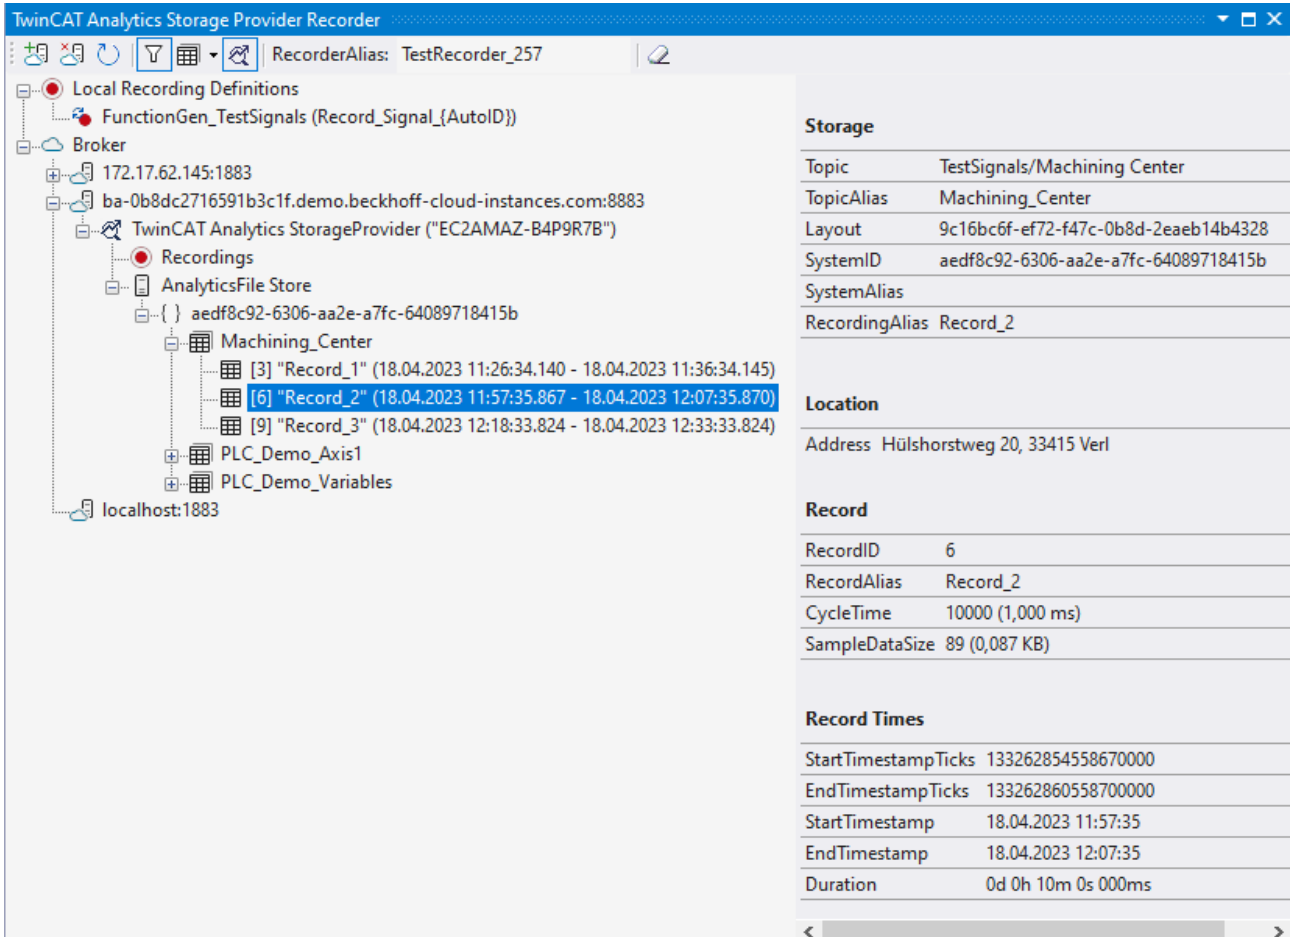 TwinCAT Analytics Storage Provider Recorder
RecorderAlias: TestRecorder_257
Local Recording Definitions
FunctionGen_TestSignals (Record_Signal_{AutoID})
Broker
172.17.62.145:1883
ba-0b8dc2716591b3c1f.demo.beckhoff-cloud-instances.com:8883
TwinCAT Analytics StorageProvider ("EC2AMAZ-B4P9R7B")
Recordings
AnalyticsFile Store
{ } aedf8c92-6306-aa2e-a7fc-64089718415b
Machining_Center
[3] "Record_1" (18.04.2023 11:26:34.140 - 18.04.2023 11:36:34.145)
[6] "Record_2" (18.04.2023 11:57:35.867 - 18.04.2023 12:07:35.870)
[9] "Record_3" (18.04.2023 12:18:33.824 - 18.04.2023 12:33:33.824)
PLC_Demo_Axis1
PLC_Demo_Variables
localhost:1883
Storage
Topic TestSignals/Machining Center
TopicAlias Machining_Center
Layout 9c16bc6f-ef72-f47c-0b8d-2eaeb14b4328
SystemID aedf8c92-6306-aa2e-a7fc-64089718415b
SystemAlias
RecordingAlias Record_2
Location
Address Hülshorstweg 20, 33415 Verl
Record
RecordID 6
RecordAlias Record_2
CycleTime 10000 (1,000 ms)
SampleDataSize 89 (0,087 KB)
Record Times
StartTimestampTicks 133262854558670000
EndTimestampTicks 133262860558700000
StartTimestamp 18.04.2023 11:57:35
EndTimestamp 18.04.2023 12:07:35
Duration 0d 0h 10m 0s 000ms